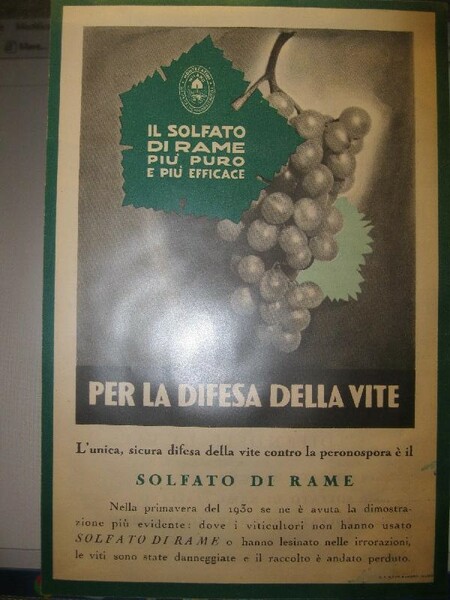 MONTECATINI
IL SOLFATO
DI RAME
PIU' PURO
E PIÙ EFFICACE
PER LA DIFESA DELLA VITE
L'unica, sicura difesa della vite contro la peronospora è il
SOLFATO DI RAME
Nella primavera del 1930 se ne è avuta la dimostra-
zione più evidente: dove i viticultori non hanno usato
SOLFATO DI RAME o hanno lesinato nelle irrorazioni,
le viti sono state danneggiate e il raccolto è andato perduto.